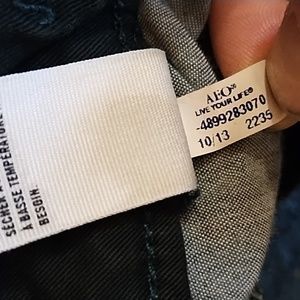 SÉCHER À
À BASSE TEMPÉRATURE
BESOIN.
AEO®
LIVE YOUR LIFE®
-4899283070
10/13 2235